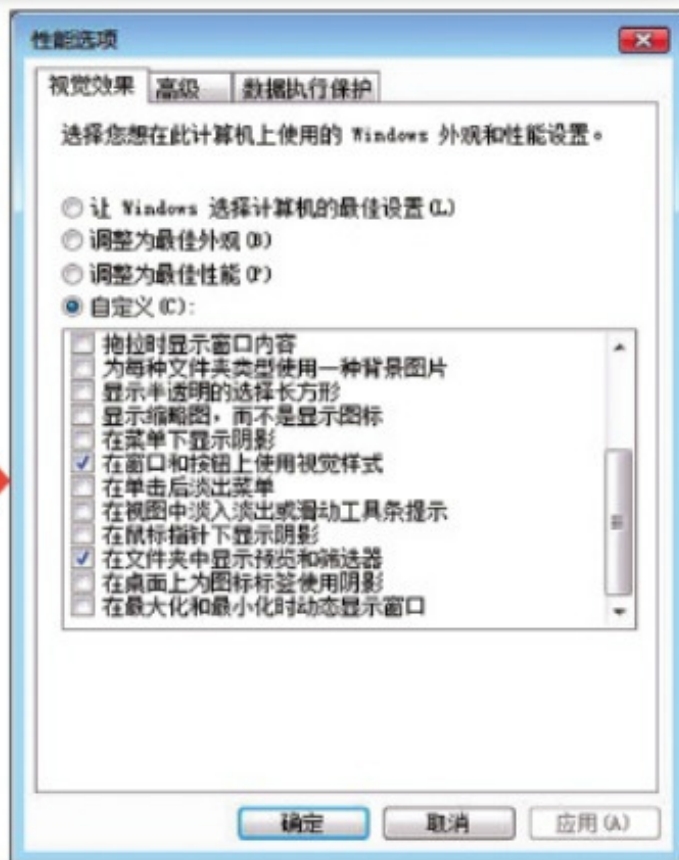 性能选项
视觉效果 高级 数据执行保护
选择您想在此计算机上使用的 Windows 外观和性能设置。
让 Windows 选择计算机的最佳设置(L)
调整为最佳外观(B)
调整为最佳性能(P)
自定义(C):
拖拉时显示窗口内容
为每种文件夹类型使用一种背景图片
显示半透明的选择长方形
显示缩略图，而不是显示图标
在菜单下显示阴影
在窗口和按钮上使用视觉样式
在单击后淡出菜单
在视图中淡入淡出或滑动工具条提示
在鼠标指针下显示阴影
在文件夹中显示预览和筛选器
在桌面上为图标标签使用阴影
在最大化和最小化时动态显示窗口
确定 取消 应用(A)